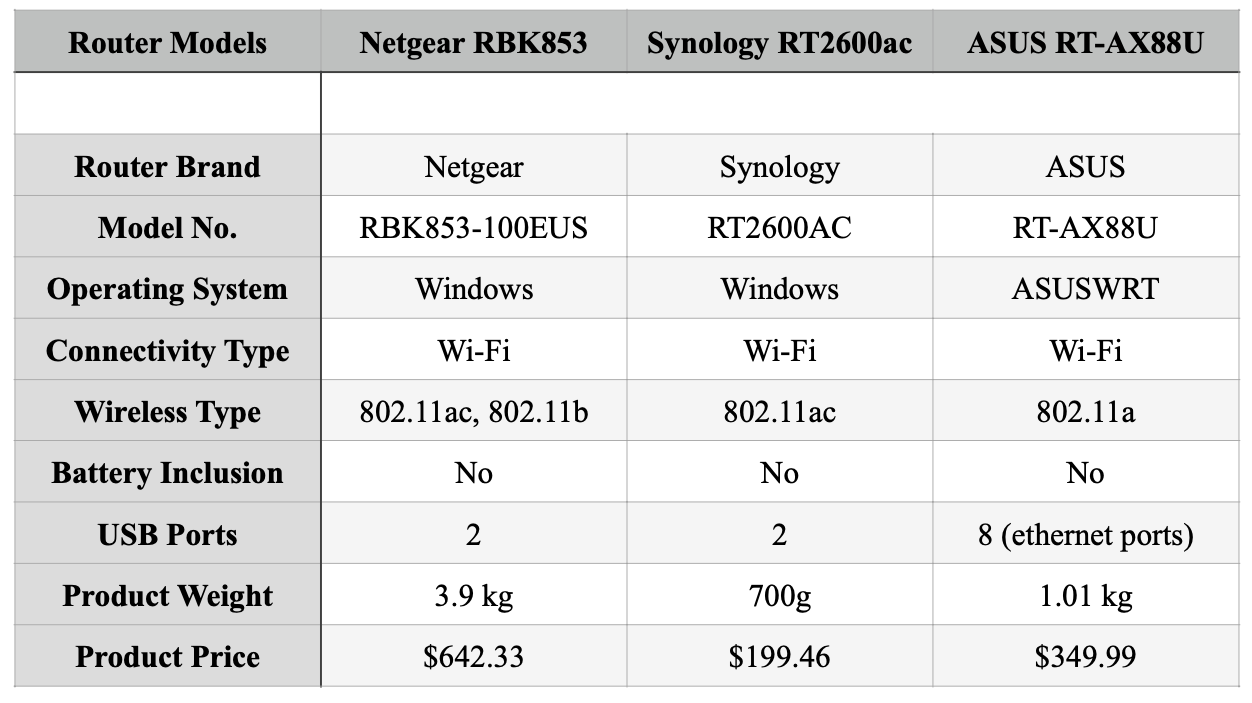 Router Models Netgear RBK853 Synology RT2600ac ASUS RT-AX88U
Router Brand Netgear Synology ASUS
Model No. RBK853-100EUS RT2600AC RT-AX88U
Operating System Windows Windows ASUSWRT
Connectivity Type Wi-Fi Wi-Fi Wi-Fi
Wireless Type 802.11ac, 802.11b 802.11ac 802.11a
Battery Inclusion No No No
USB Ports 2 2 8 (ethernet ports)
Product Weight 3.9 kg 700g 1.01 kg
Product Price $642.33 $199.46 $349.99